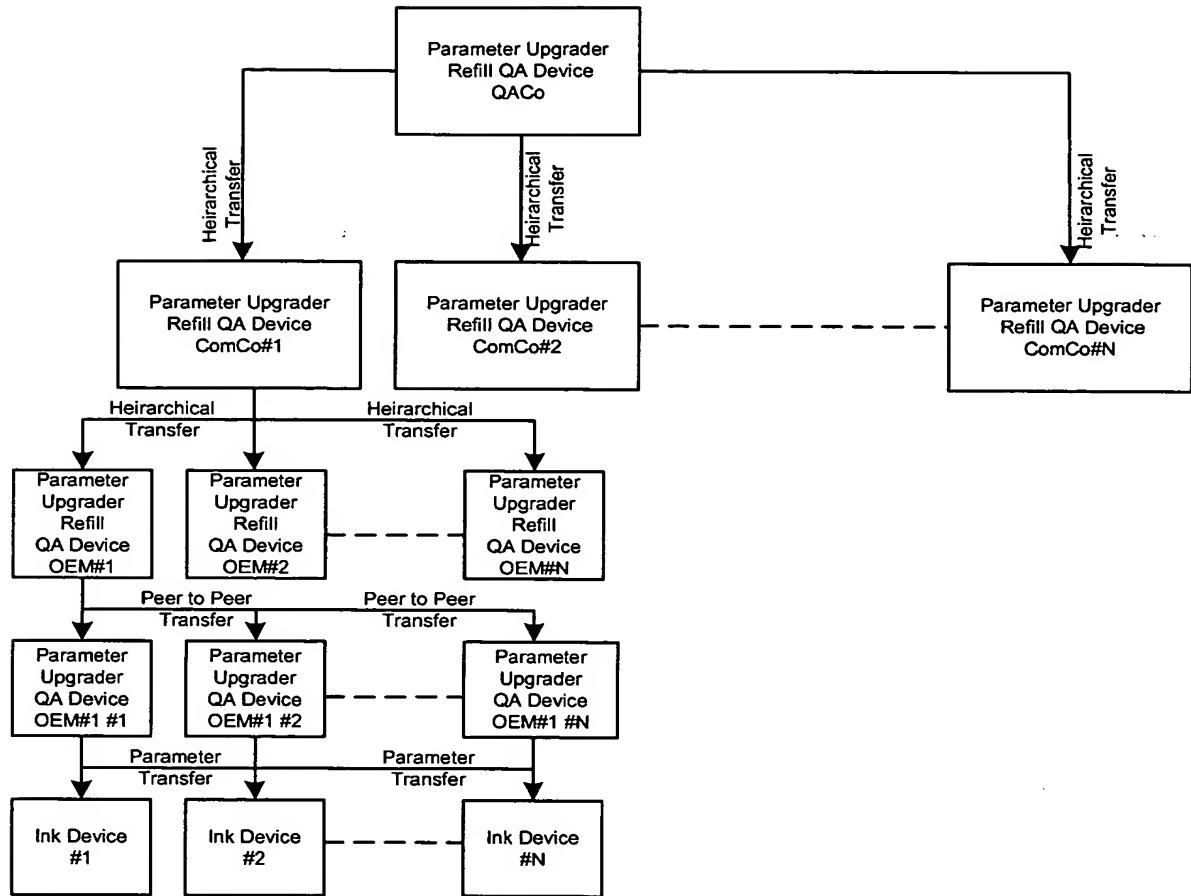 Parameter Upgrader
Refill QA Device
QACo
Heirarchical
Transfer
Heirarchical
Transfer
Heirarchical
Transfer
Parameter Upgrader
Refill QA Device
ComCo#1
Parameter Upgrader
Refill QA Device
ComCo#2
Parameter Upgrader
Refill QA Device
ComCo#N
Heirarchical
Transfer
Heirarchical
Transfer
Parameter
Upgrader
Refill
QA Device
OEM#1
Parameter
Upgrader
Refill
QA Device
OEM#2
Parameter
Upgrader
Refill
QA Device
OEM#N
Peer to Peer
Transfer
Peer to Peer
Transfer
Parameter
Upgrader
QA Device
OEM#1 #1
Parameter
Upgrader
QA Device
OEM#1 #2
Parameter
Upgrader
QA Device
OEM#1 #N
Parameter
Transfer
Parameter
Transfer
Ink Device
#1
Ink Device
#2
Ink Device
#N